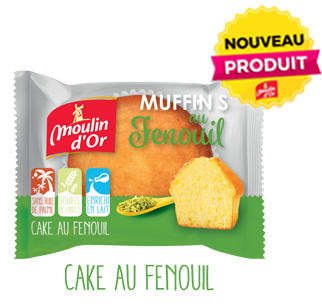 NOUVEAU
PRODUIT
MUFFIN S
au
Fenouil
Moulin
d'Or
SANS HUILE
DE PALME
SOURCE
DE FIBRES
ENRICHI
EN LAIT
CAKE AU FENOUIL
CAKE AU FENOUIL